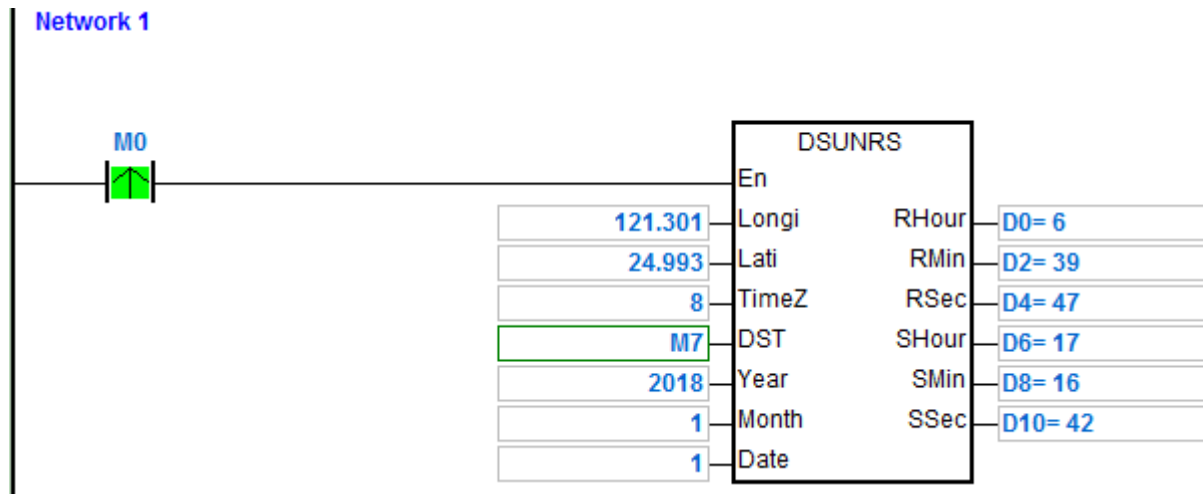 Network 1
M0
DSUNRS
En
121.301 Longi RHour D0= 6
24.993 Lati RMin D2= 39
8 TimeZ RSec D4= 47
M7 DST SHour D6= 17
2018 Year SMin D8= 16
1 Month SSec D10= 42
1 Date